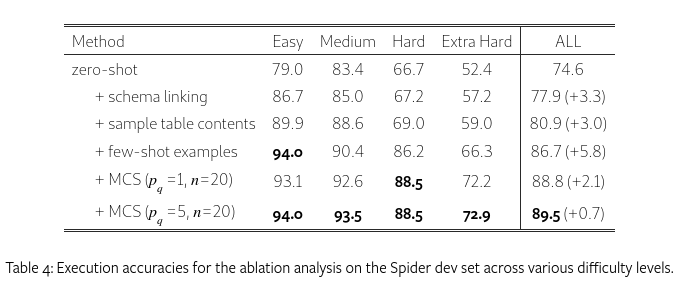 Method Easy Medium Hard Extra Hard ALL
zero-shot 79.0 83.4 66.7 52.4 74.6
+ schema linking 86.7 85.0 67.2 57.2 77.9 (+3.3)
+ sample table contents 89.9 88.6 69.0 59.0 80.9 (+3.0)
+ few-shot examples 94.0 90.4 86.2 66.3 86.7 (+5.8)
+ MCS (p_q =1, n=20) 93.1 92.6 88.5 72.2 88.8 (+2.1)
+ MCS (p_q =5, n=20) 94.0 93.5 88.5 72.9 89.5 (+0.7)
Table 4: Execution accuracies for the ablation analysis on the Spider dev set across various difficulty levels.